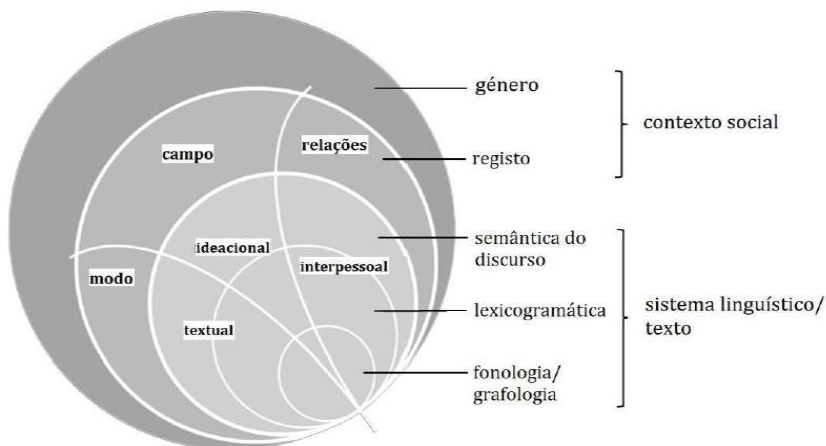 género
contexto social
relações
campo
registo
semântica do
discurso
ideacional
interpessoal
modo
lexicogramática
sistema linguístico/
texto
textual
fonologia/
grafologia